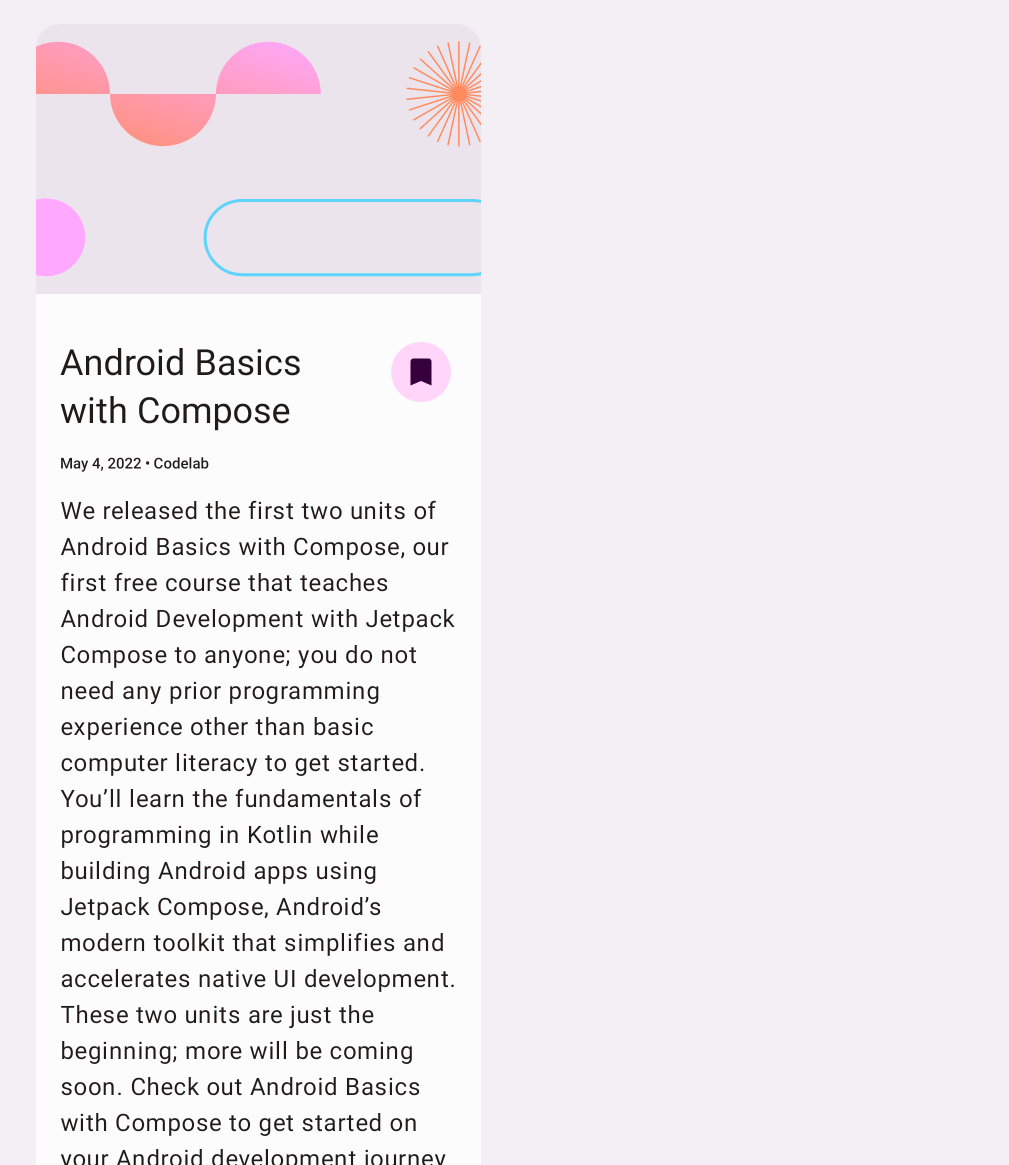 Android Basics
with Compose
May 4, 2022 • Codelab
We released the first two units of
Android Basics with Compose, our
first free course that teaches
Android Development with Jetpack
Compose to anyone; you do not
need any prior programming
experience other than basic
computer literacy to get started.
You’ll learn the fundamentals of
programming in Kotlin while
building Android apps using
Jetpack Compose, Android’s
modern toolkit that simplifies and
accelerates native UI development.
These two units are just the
beginning; more will be coming
soon. Check out Android Basics
with Compose to get started on
your Android development journey